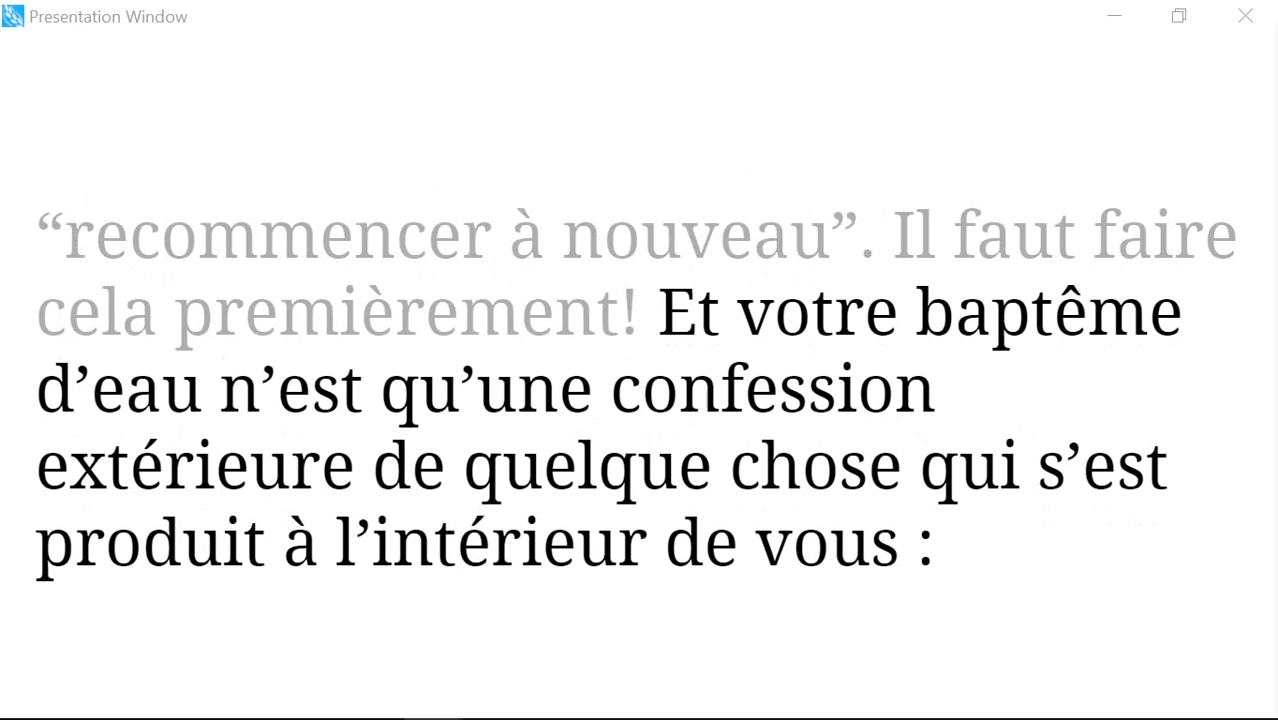 Presentation Window
“recommencer à nouveau”. Il faut faire
cela premièrement! Et votre baptême
d’eau n’est qu’une confession
extérieure de quelque chose qui s’est
produit à l’intérieur de vous :